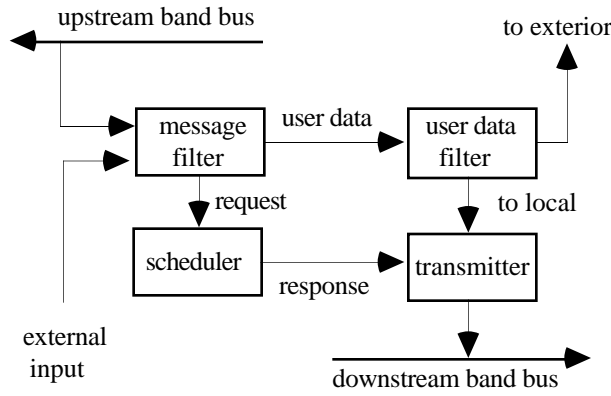 upstream band bus
to exterior
message
filter
user data
user data
filter
request
to local
scheduler
response
transmitter
external
input
downstream band bus